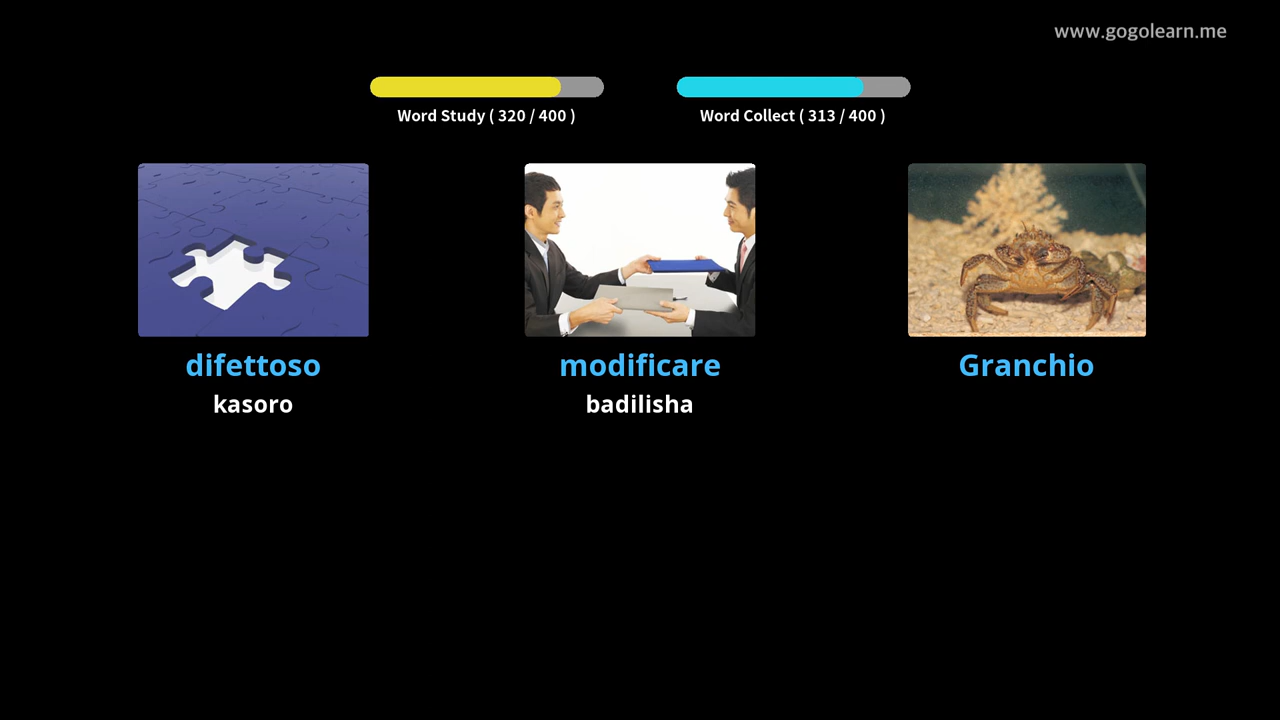 www.gogolearn.me
Word Study ( 320 / 400 )
Word Collect ( 313 / 400 )
difettoso
modificare
Granchio
kasoro
badilisha